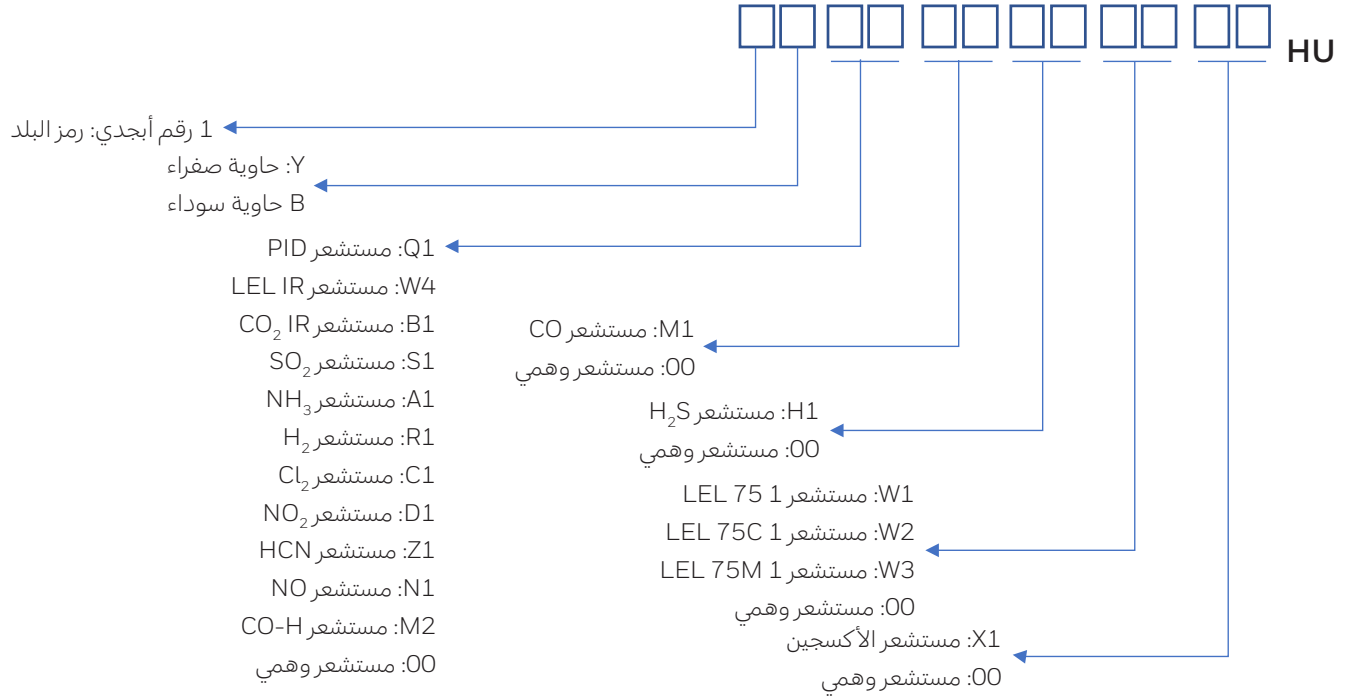 HU
1 رقم أبجدي: رمز البلد
Y: حاوية صفراء
B حاوية سوداء
Q1: مستشعر PID
W4: مستشعر LEL IR
B1: مستشعر CO₂ IR
S1: مستشعر SO₂
A1: مستشعر NH₃
R1: مستشعر H₂
C1: مستشعر Cl₂
D1: مستشعر NO₂
Z1: مستشعر HCN
N1: مستشعر NO
M2: مستشعر CO-H
00: مستشعر وهمي
M1: مستشعر CO
00: مستشعر وهمي
H1: مستشعر H₂S
00: مستشعر وهمي
W1: مستشعر LEL 75 1
W2: مستشعر LEL 75C 1
W3: مستشعر LEL 75M 1
00: مستشعر وهمي
X1: مستشعر الأكسجين
00: مستشعر وهمي